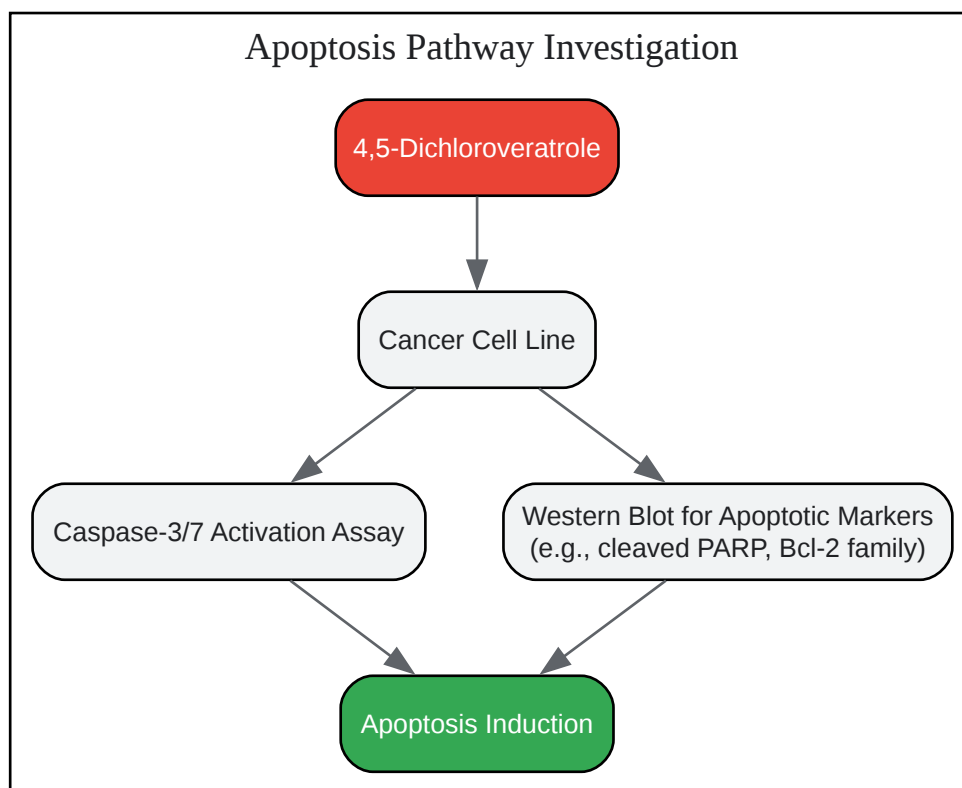 Apoptosis Pathway Investigation
4,5-Dichloroveratrole
Cancer Cell Line
Caspase-3/7 Activation Assay
Western Blot for Apoptotic Markers
(e.g., cleaved PARP, Bcl-2 family)
Apoptosis Induction